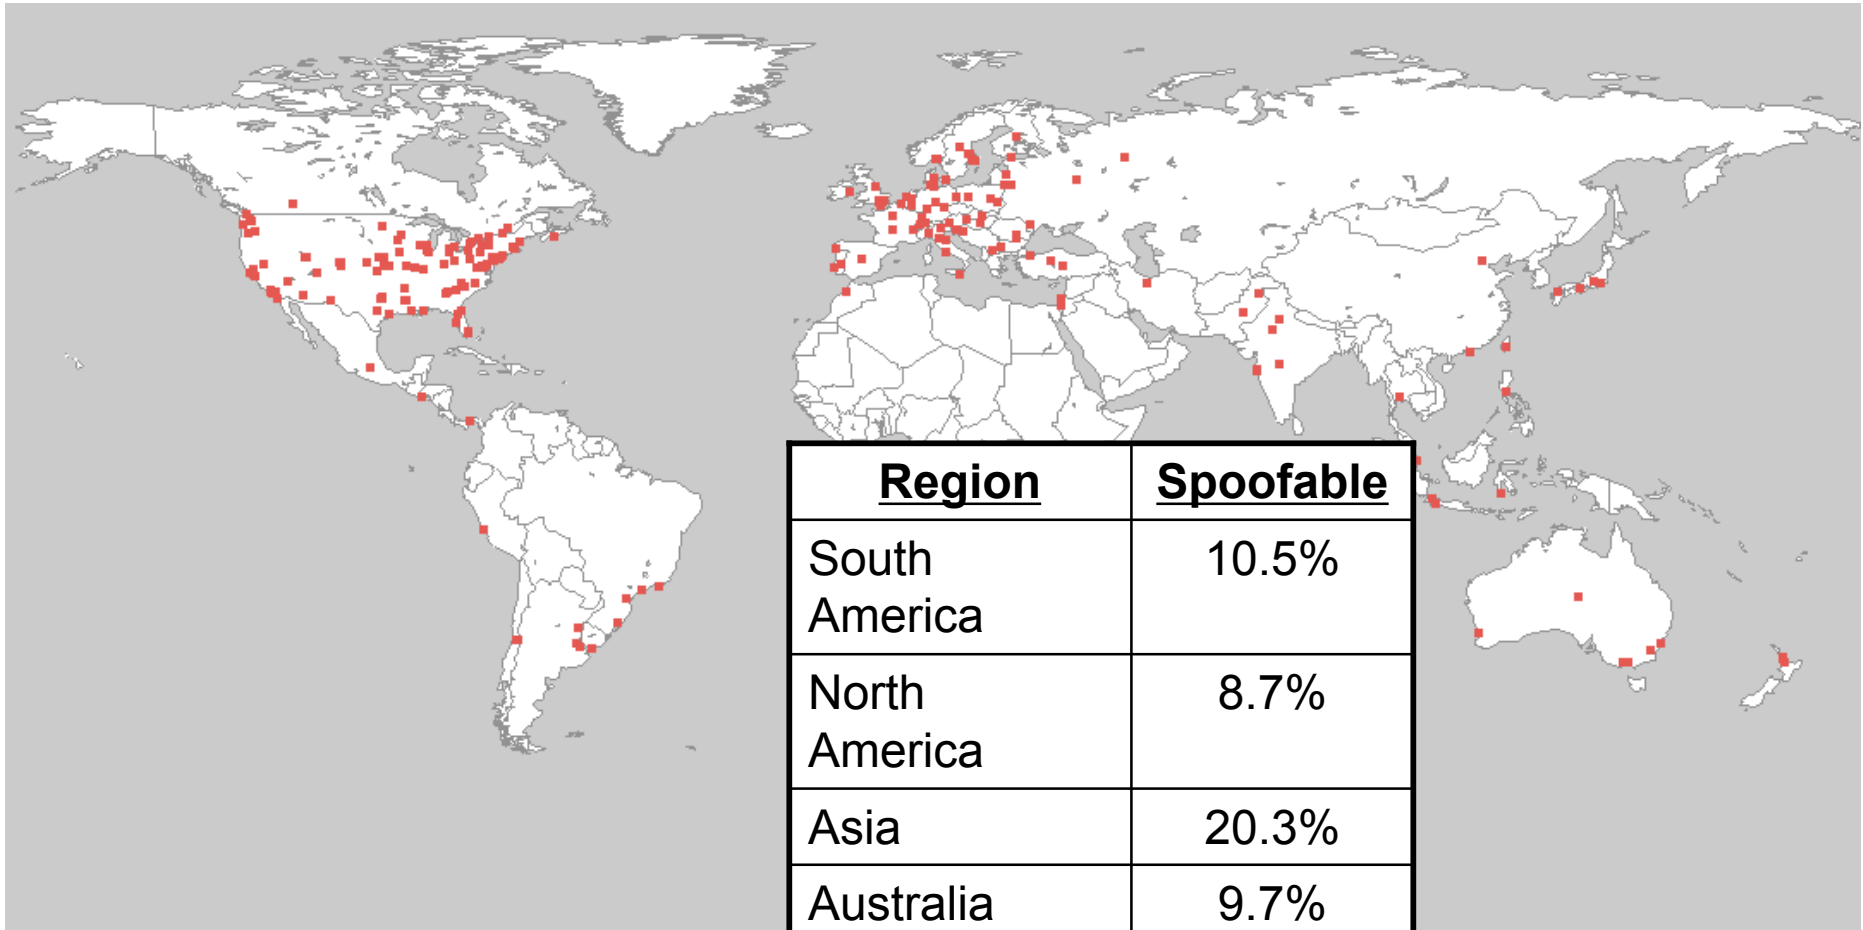 Region Spoofable
South 10.5%
America
North 8.7%
America
Asia 20.3%
Australia 9.7%